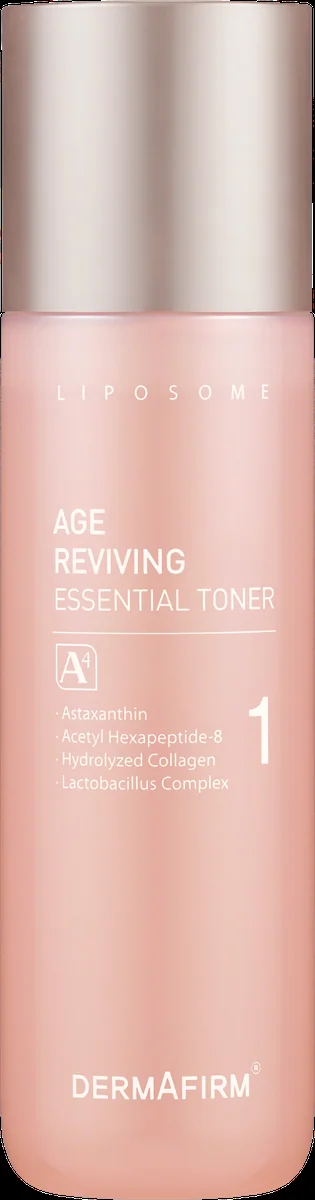 LIPOSOME
AGE
REVIVING
ESSENTIAL TONER
A4
· Astaxanthin
· Acetyl Hexapeptide-8
· Hydrolyzed Collagen
· Lactobacillus Complex
1
DERMAFIRM®